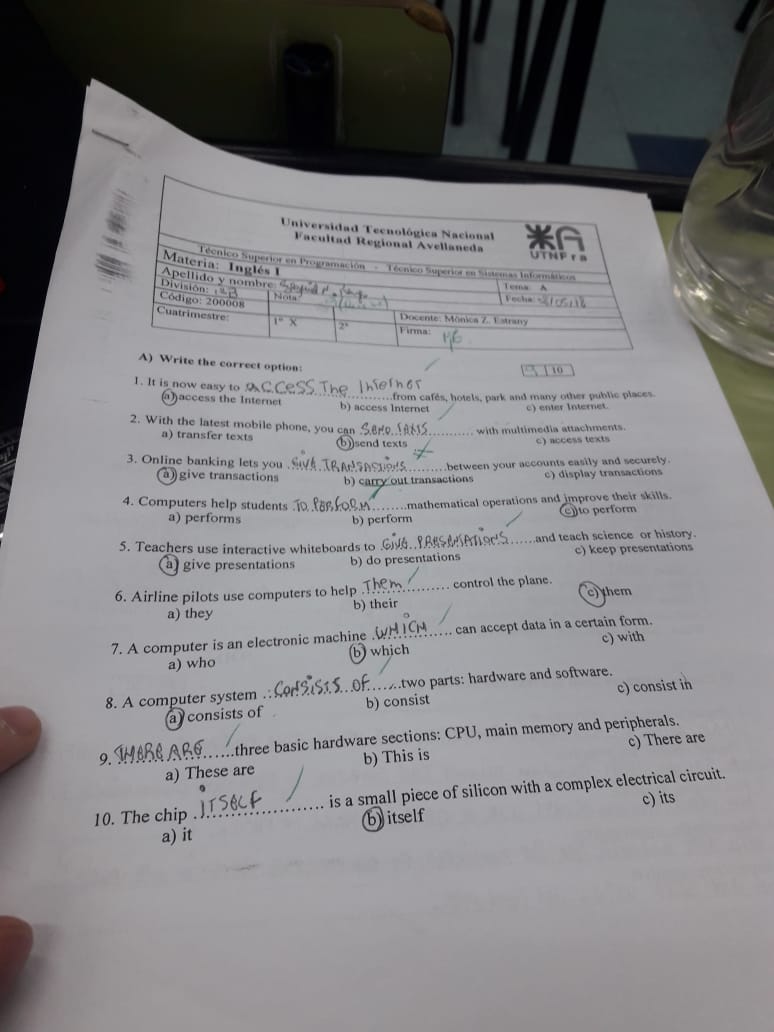 Universidad Tecnológica Nacional
Facultad Regional Avellaneda
UTNFra
Técnico Superior en Programación - Técnico Superior en Sistemas Informáticos
Materia: Inglés I
Apellido y nombre:
Tema: A
División:
Nota:
Fecha:
Código: 200008
Docente: Mónica Z. Estrany
Cuatrimestre: 1° X 2°
Firma:
A) Write the correct option: 9 10
1. It is now easy to ACCESS The InTerneT from cafés, hotels, park and many other public places.
a) access the Internet b) access Internet c) enter Internet.
2. With the latest mobile phone, you can SEND with multimedia attachments.
a) transfer texts b) send texts c) access texts
3. Online banking lets you GIVE between your accounts easily and securely.
a) give transactions b) carry out transactions c) display transactions
4. Computers help students TO PERFORM mathematical operations and improve their skills.
a) performs b) perform c) to perform
5. Teachers use interactive whiteboards to GIVE and teach science or history.
a) give presentations b) do presentations c) keep presentations
6. Airline pilots use computers to help Them control the plane.
a) they b) their c) them
7. A computer is an electronic machine WHICH can accept data in a certain form.
a) who b) which c) with
8. A computer system CONSISTS OF two parts: hardware and software.
a) consists of b) consist c) consist in
9. THERE ARE three basic hardware sections: CPU, main memory and peripherals.
a) These are b) This is c) There are
10. The chip ITSELF is a small piece of silicon with a complex electrical circuit.
a) it b) itself c) its